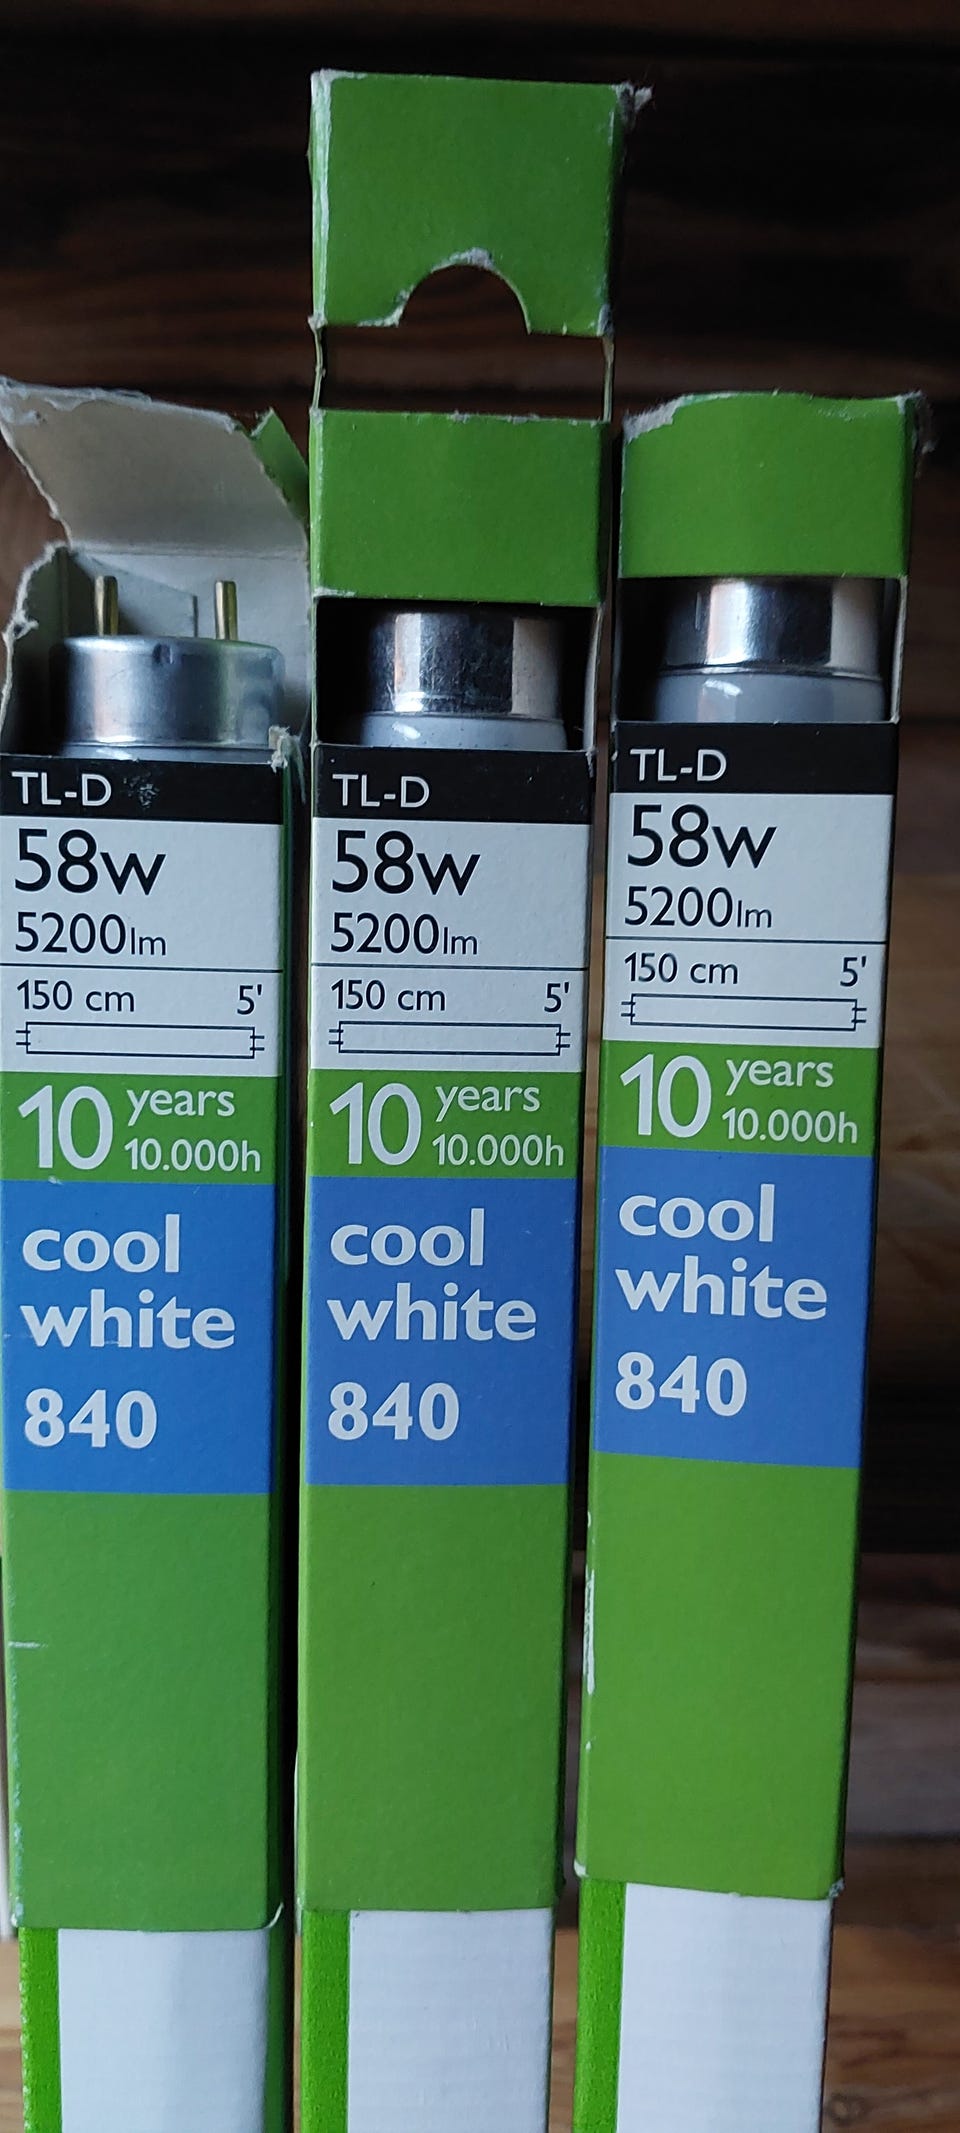 TL-D
58w
5200lm
150 cm 5'
10 years
10.000h
cool
white
840
TL-D
58w
5200lm
150 cm 5'
10 years
10.000h
cool
white
840
TL-D
58w
5200lm
150 cm 5'
10 years
10.000h
cool
white
840